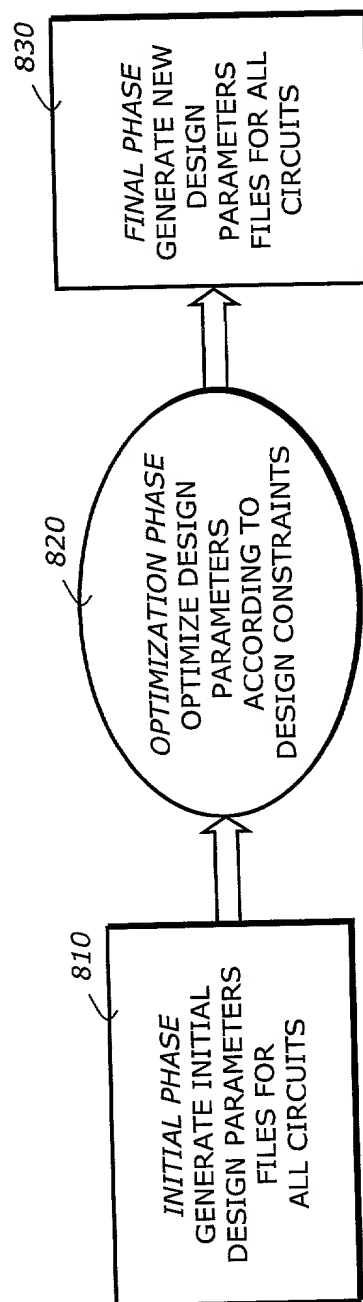 810
INITIAL PHASE
GENERATE INITIAL
DESIGN PARAMETERS
FILES FOR
ALL CIRCUITS
820
OPTIMIZATION PHASE
OPTIMIZE DESIGN
PARAMETERS
ACCORDING TO
DESIGN CONSTRAINTS
830
FINAL PHASE
GENERATE NEW
DESIGN
PARAMETERS
FILES FOR ALL
CIRCUITS